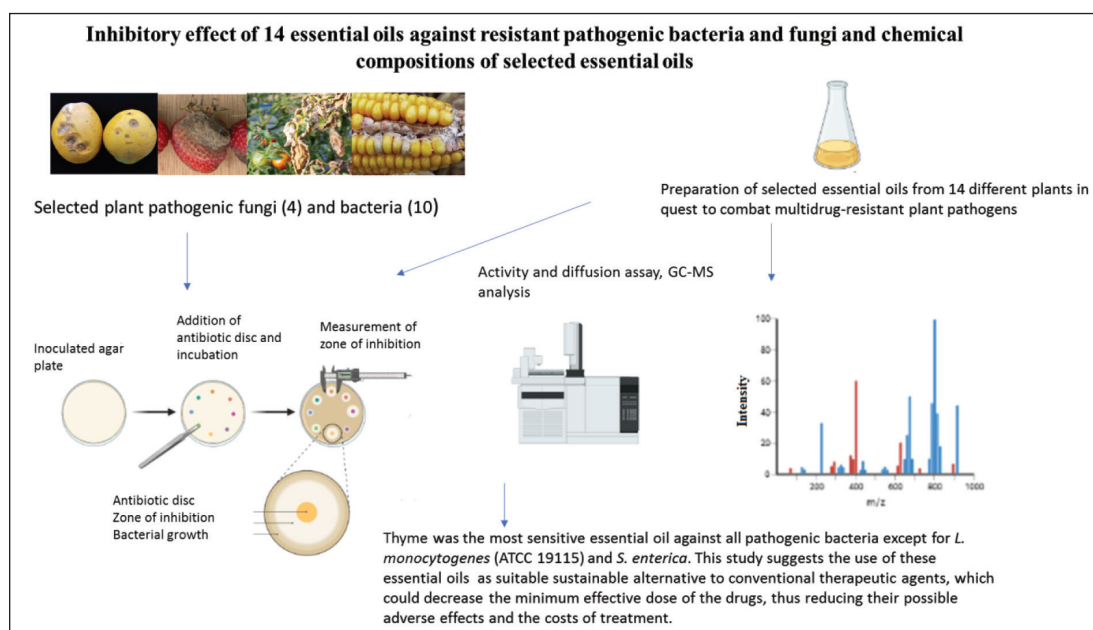 Inhibitory effect of 14 essential oils against resistant pathogenic bacteria and fungi and chemical
compositions of selected essential oils
Selected plant pathogenic fungi (4) and bacteria (10)
Preparation of selected essential oils from 14 different plants in
quest to combat multidrug-resistant plant pathogens
Activity and diffusion assay, GC-MS
analysis
Inoculated agar
plate
Addition of
antibiotic disc and
incubation
Measurement of
zone of inhibition
Antibiotic disc
Zone of inhibition
Bacterial growth
Intensity
100
80
60
40
20
0
200 400 600 800 1000
m/z
Thyme was the most sensitive essential oil against all pathogenic bacteria except for L.
monocytogenes (ATCC 19115) and S. enterica. This study suggests the use of these
essential oils as suitable sustainable alternative to conventional therapeutic agents, which
could decrease the minimum effective dose of the drugs, thus reducing their possible
adverse effects and the costs of treatment.